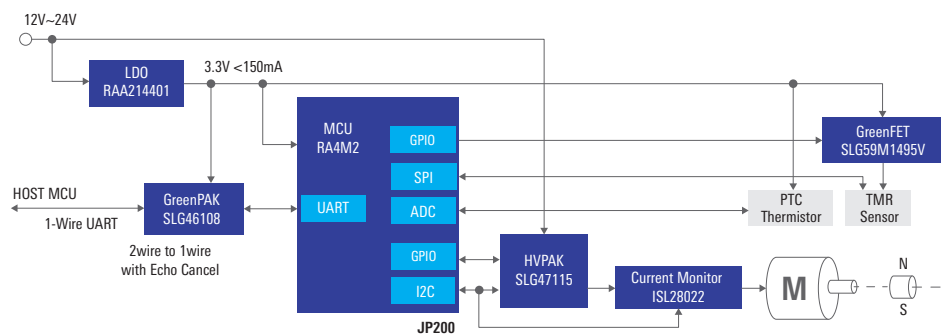 12V~24V
LDO
RAA214401
3.3V <150mA
MCU
RA4M2
GPIO
SPI
ADC
UART
GPIO
I2C
JP200
HOST MCU
1-Wire UART
GreenPAK
SLG46108
2wire to 1wire
with Echo Cancel
GreenFET
SLG59M1495V
PTC
Thermistor
TMR
Sensor
HVPAK
SLG47115
Current Monitor
ISL28022
M
N
S